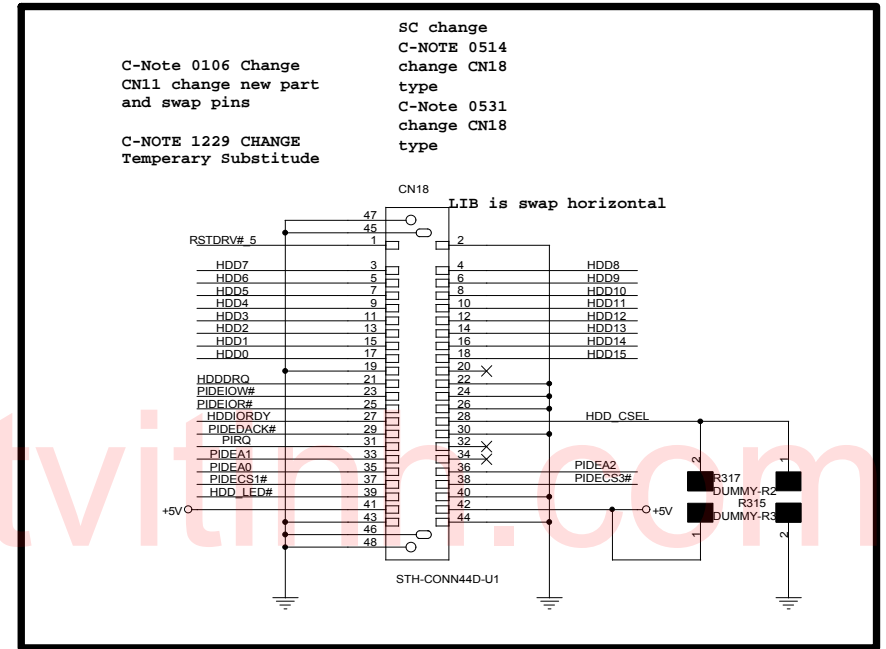 SC change
C-NOTE 0514
change CN18
type
C-Note 0531
change CN18
type
C-Note 0106 Change
CN11 change new part
and swap pins
C-NOTE 1229 CHANGE
Temperary Substitude
CN18
LIB is swap horizontal
47
45
RSTDRV#_5 1 2
HDD7 3 4 HDD8
HDD6 5 6 HDD9
HDD5 7 8 HDD10
HDD4 9 10 HDD11
HDD3 11 12 HDD12
HDD2 13 14 HDD13
HDD1 15 16 HDD14
HDD0 17 18 HDD15
19 20
HDDDRQ 21 22
PIDEIOW# 23 24
PIDEIOR# 25 26
HDDIORDY 27 28 HDD_CSEL
PIDEDACK# 29 30
PIRQ 31 32
PIDEA1 33 34
PIDEA0 35 36 PIDEA2
PIDECS1# 37 38 PIDECS3#
HDD_LED# 39 40
+5V 41 42 +5V
43 44
46
48
2 1
R317
DUMMY-R2
R315
DUMMY-R3
1 2
STH-CONN44D-U1
tvitinh.com